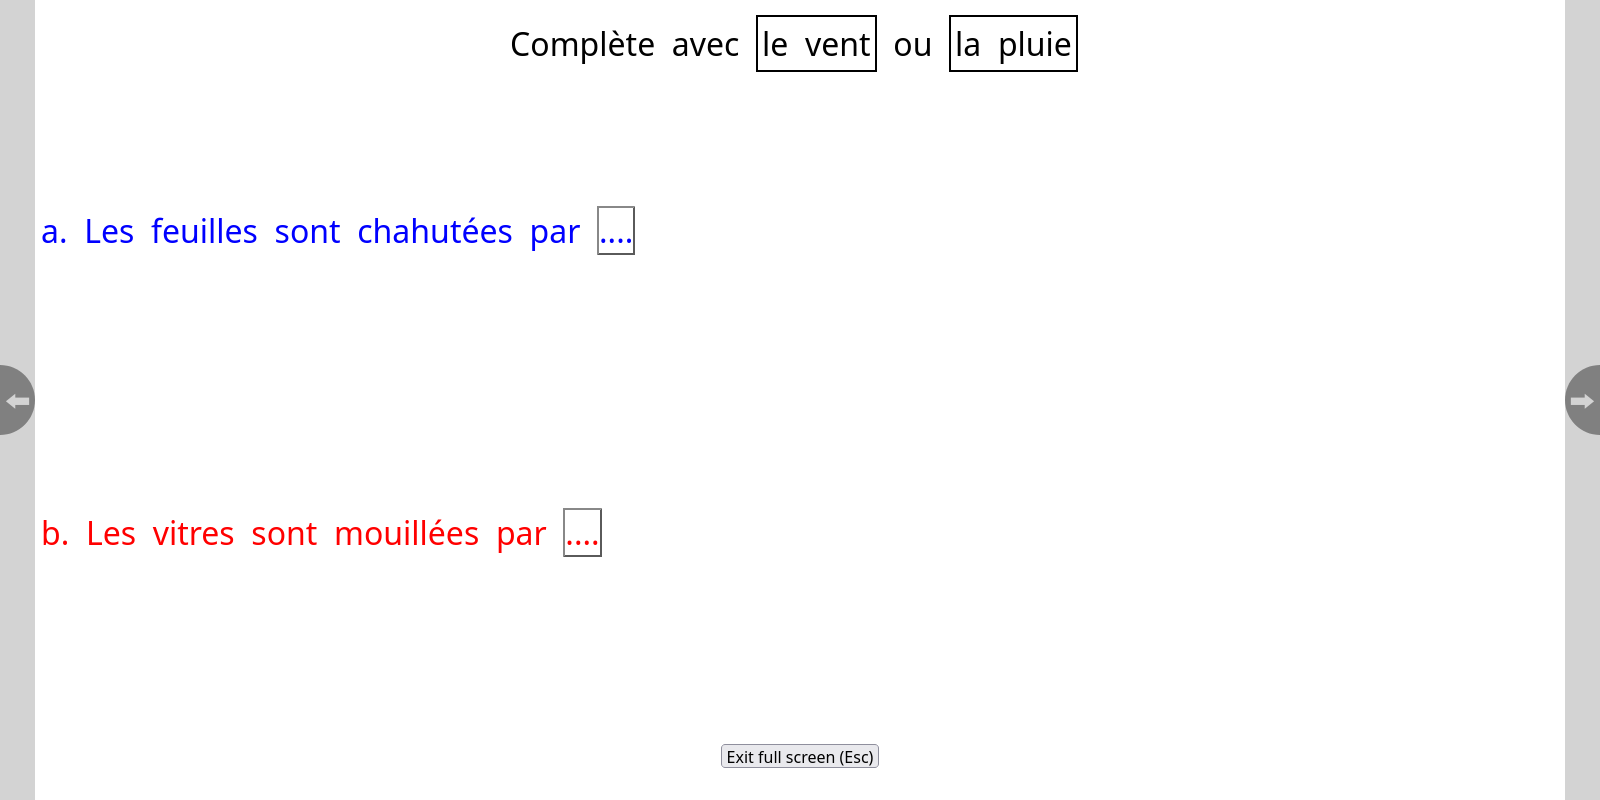 Complète avec le vent ou la pluie
a. Les feuilles sont chahutées par ....
b. Les vitres sont mouillées par ....
Exit full screen (Esc)